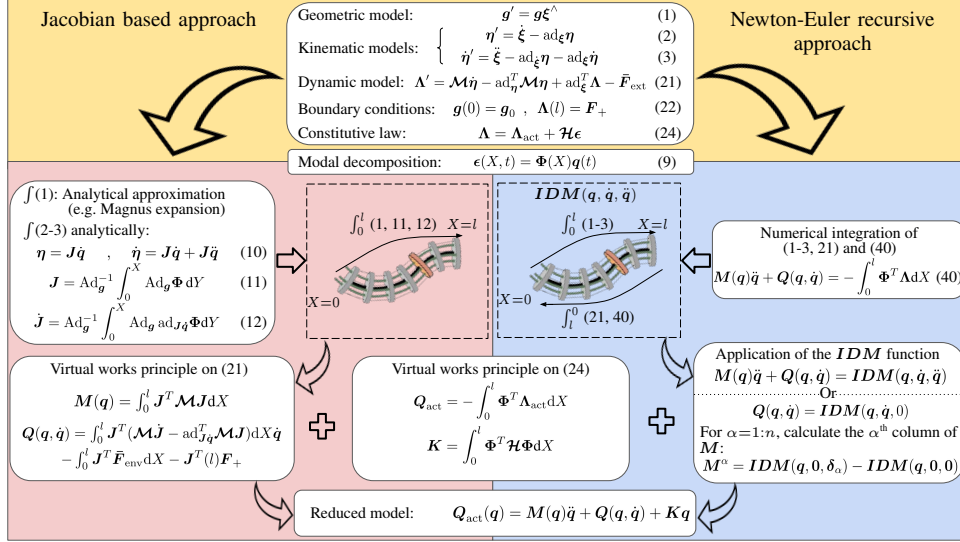 Jacobian based approach
Geometric model: g′ = gξ^∧ (1)
Kinematic models: { η′ = ξ̇ − ad_ξ η (2)
η̇′ = ξ̈ − ad_ξ̇ η − ad_ξ η̇ (3)
Dynamic model: Λ′ = 𝓜η̇ − ad_η^T 𝓜η + ad_ξ^T Λ − F̄_ext (21)
Boundary conditions: g(0) = g_0 , Λ(l) = F_+ (22)
Constitutive law: Λ = Λ_act + 𝓗ϵ (24)
Newton-Euler recursive
approach
Modal decomposition: ϵ(X, t) = Φ(X)q(t) (9)
∫(1): Analytical approximation
(e.g. Magnus expansion)
∫(2-3) analytically:
η = Jq̇ , η̇ = J̇q̇ + Jq̈ (10)
J = Ad_g^{-1} ∫_0^X Ad_g Φ dY (11)
J̇ = Ad_g^{-1} ∫_0^X Ad_g ad_{Jq̇} ΦdY (12)
∫_0^l (1, 11, 12)
X=l
X=0
IDM(q, q̇, q̈)
∫_0^l (1-3)
X=l
X=0
∫_l^0 (21, 40)
Numerical integration of
(1-3, 21) and (40)
M(q)q̈ + Q(q, q̇) = − ∫_0^l Φ^T ΛdX (40)
Virtual works principle on (21)
M(q) = ∫_0^l J^T 𝓜JdX
Q(q, q̇) = ∫_0^l J^T(𝓜J̇ − ad_{Jq̇}^T 𝓜J)dXq̇
− ∫_0^l J^T F̄_env dX − J^T(l)F_+
Virtual works principle on (24)
Q_act = − ∫_0^l Φ^T Λ_act dX
K = ∫_0^l Φ^T 𝓗ΦdX
Application of the IDM function
M(q)q̈ + Q(q, q̇) = IDM(q, q̇, q̈)
Or
Q(q, q̇) = IDM(q, q̇, 0)
For α=1:n, calculate the α^th column of
M:
M^α = IDM(q, 0, δ_α) − IDM(q, 0, 0)
Reduced model: Q_act(q) = M(q)q̈ + Q(q, q̇) + Kq